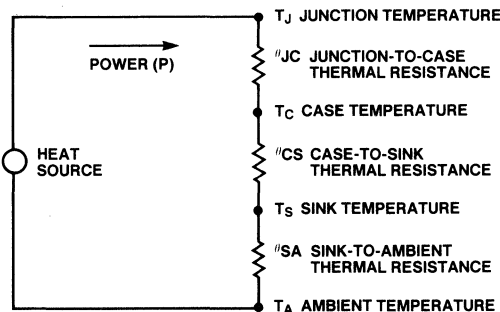 TJ JUNCTION TEMPERATURE
POWER (P)
θJC JUNCTION-TO-CASE
THERMAL RESISTANCE
TC CASE TEMPERATURE
HEAT
SOURCE
θCS CASE-TO-SINK
THERMAL RESISTANCE
TS SINK TEMPERATURE
θSA SINK-TO-AMBIENT
THERMAL RESISTANCE
TA AMBIENT TEMPERATURE